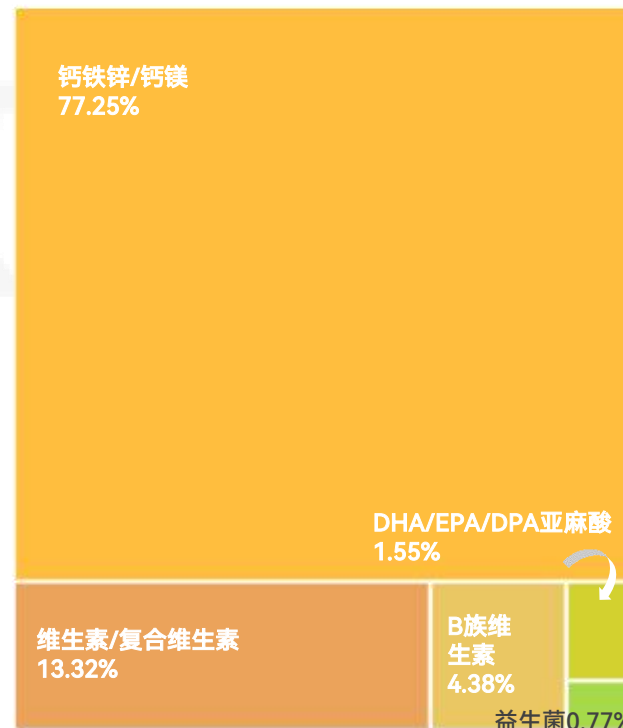 钙铁锌/钙镁
77.25%
DHA/EPA/DPA亚麻酸
1.55%
维生素/复合维生素
13.32%
B族维
生素
4.38%
益生菌0.77%